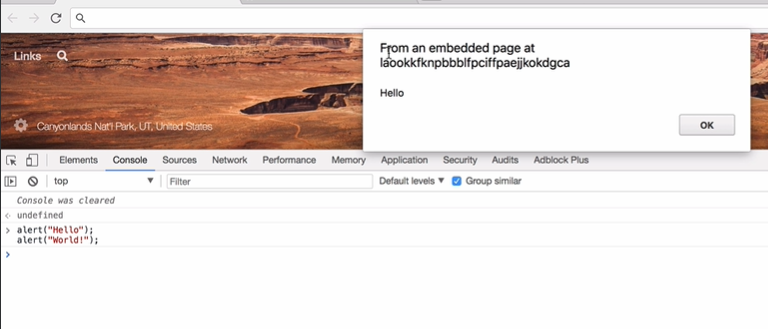 From an embedded page at
laookkfknpbbblfpciffpaejjkokdgca
Hello
OK
Links
Canyonlands Nat'l Park, UT, United States
Elements Console Sources Network Performance Memory Application Security Audits Adblock Plus
top Filter Default levels Group similar
Console was cleared
undefined
alert("Hello");
alert("World!");